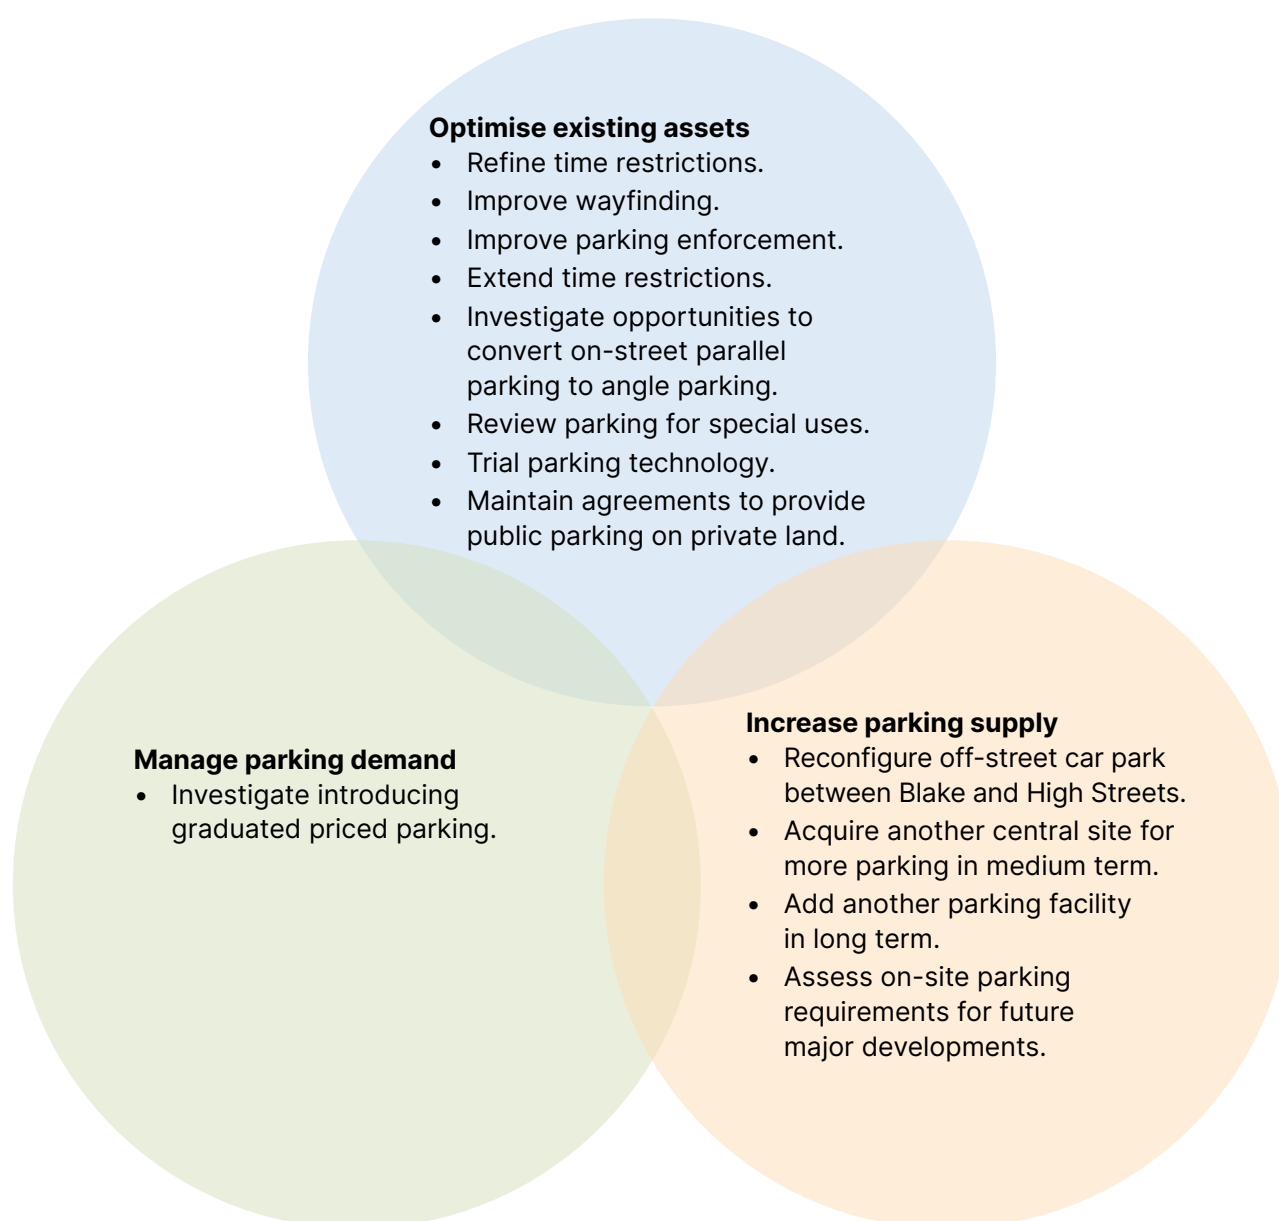 Optimise existing assets
• Refine time restrictions.
• Improve wayfinding.
• Improve parking enforcement.
• Extend time restrictions.
• Investigate opportunities to
convert on-street parallel
parking to angle parking.
• Review parking for special uses.
• Trial parking technology.
• Maintain agreements to provide
public parking on private land.
Manage parking demand
• Investigate introducing
graduated priced parking.
Increase parking supply
• Reconfigure off-street car park
between Blake and High Streets.
• Acquire another central site for
more parking in medium term.
• Add another parking facility
in long term.
• Assess on-site parking
requirements for future
major developments.